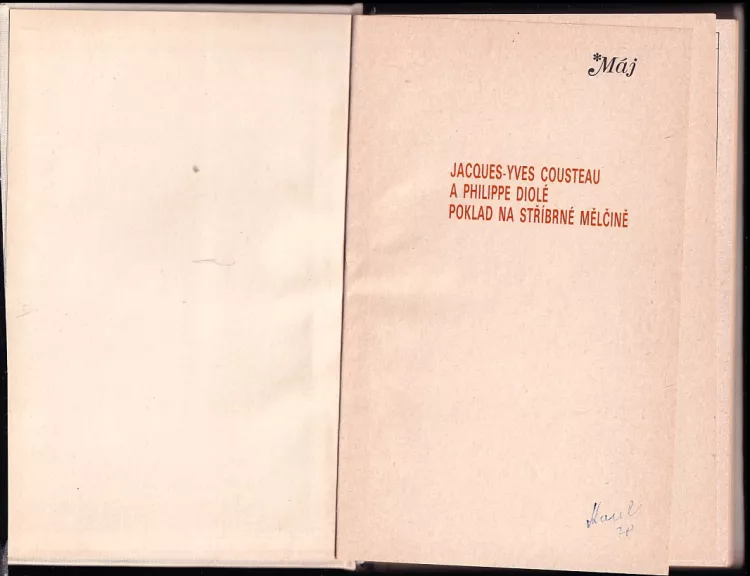 *Máj
JACQUES-YVES COUSTEAU
A PHILIPPE DIOLÉ
POKLAD NA STŘÍBRNÉ MĚLČINĚ